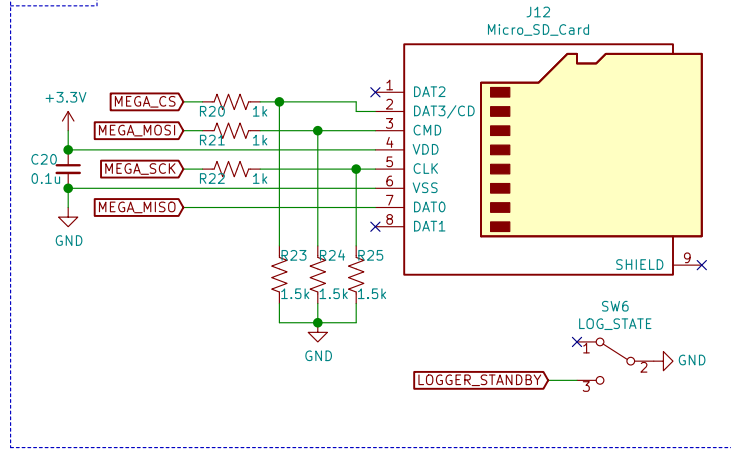 J12
Micro_SD_Card
+3.3V
MEGA_CS
R20 1k
1 DAT2
2 DAT3/CD
MEGA_MOSI
R21 1k
3 CMD
4 VDD
C20
0.1u
MEGA_SCK
R22 1k
5 CLK
6 VSS
MEGA_MISO
7 DAT0
8 DAT1
GND
R23 R24 R25
1.5k 1.5k 1.5k
SHIELD 9
GND
SW6
LOG_STATE
1
2 GND
LOGGER_STANDBY
3